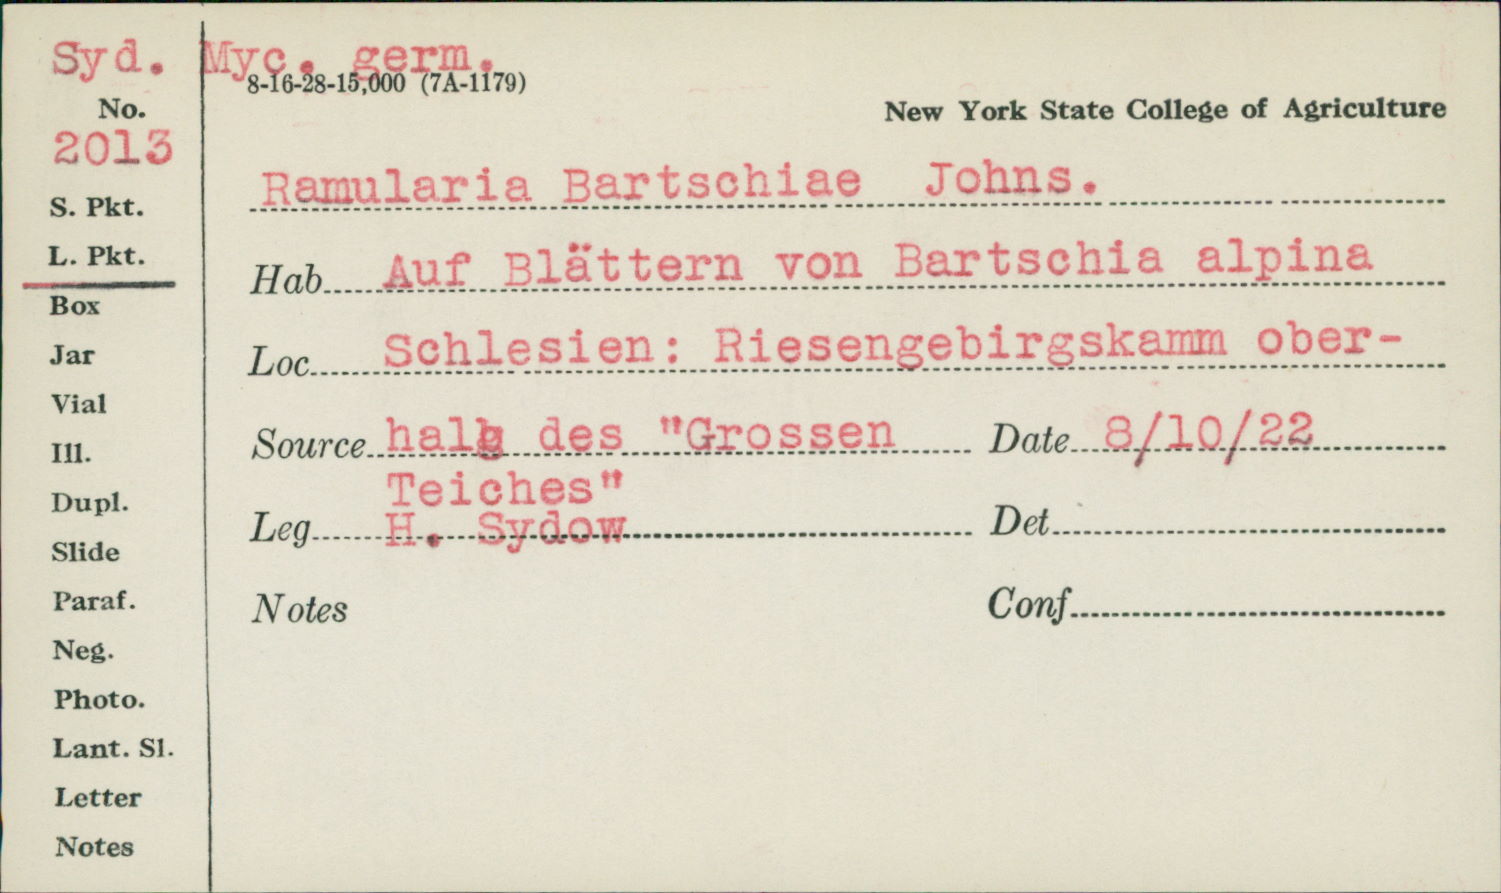 Syd. Myc. germ.
8-16-28-15,000 (7A-1179)
No.
New York State College of Agriculture
2013
Ramularia Bartschiae Johns.
S. Pkt.
L. Pkt.
Hab Auf Blättern von Bartschia alpina
Box
Jar
Loc Schlesien: Riesengebirgskamm ober-
Vial
Ill.
Source halb des "Grossen Date 8/10/22
Teiches"
Dupl.
Leg H. Sydow Det
Slide
Paraf.
Notes Conf
Neg.
Photo.
Lant. Sl.
Letter
Notes